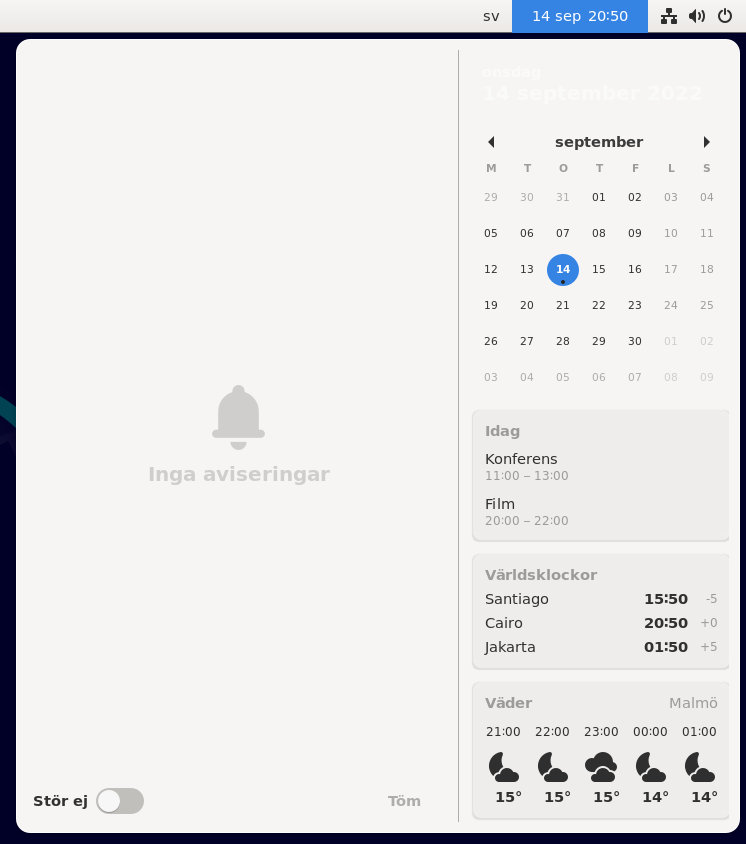 sv 14 sep 20:50
Inga aviseringar
Stör ej Töm
onsdag
14 september 2022
september
M T O T F L S
29 30 31 01 02 03 04
05 06 07 08 09 10 11
12 13 14 15 16 17 18
19 20 21 22 23 24 25
26 27 28 29 30 01 02
03 04 05 06 07 08 09
Idag
Konferens
11:00 – 13:00
Film
20:00 – 22:00
Världsklockor
Santiago 15:50 -5
Cairo 20:50 +0
Jakarta 01:50 +5
Väder Malmö
21:00 22:00 23:00 00:00 01:00
15° 15° 15° 14° 14°